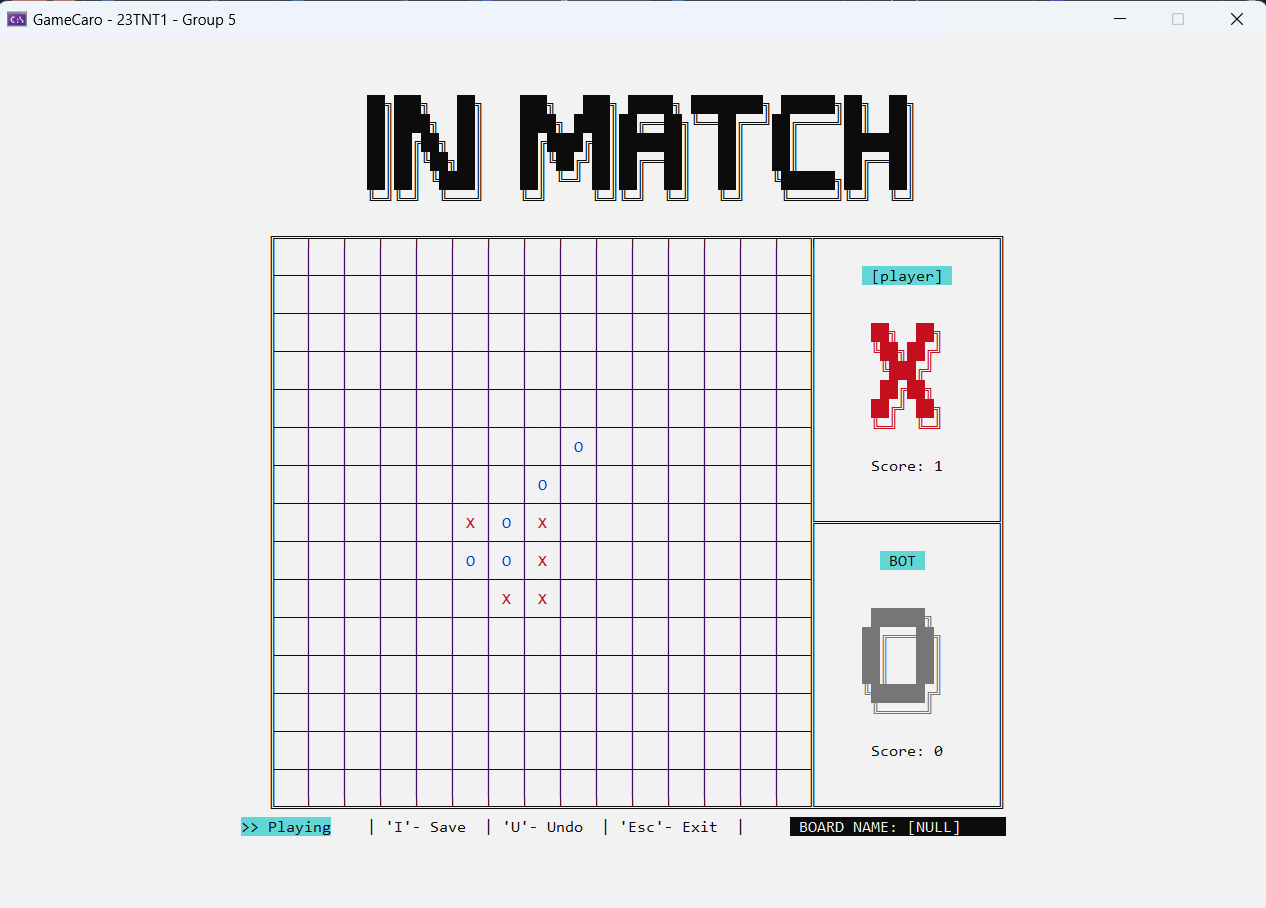 GameCaro - 23TNT1 - Group 5
IN MATCH
[player]
X
Score: 1
O
O
X O X
O O X
X X
BOT
O
Score: 0
>> Playing | 'I'- Save | 'U'- Undo | 'Esc'- Exit | BOARD NAME: [NULL]